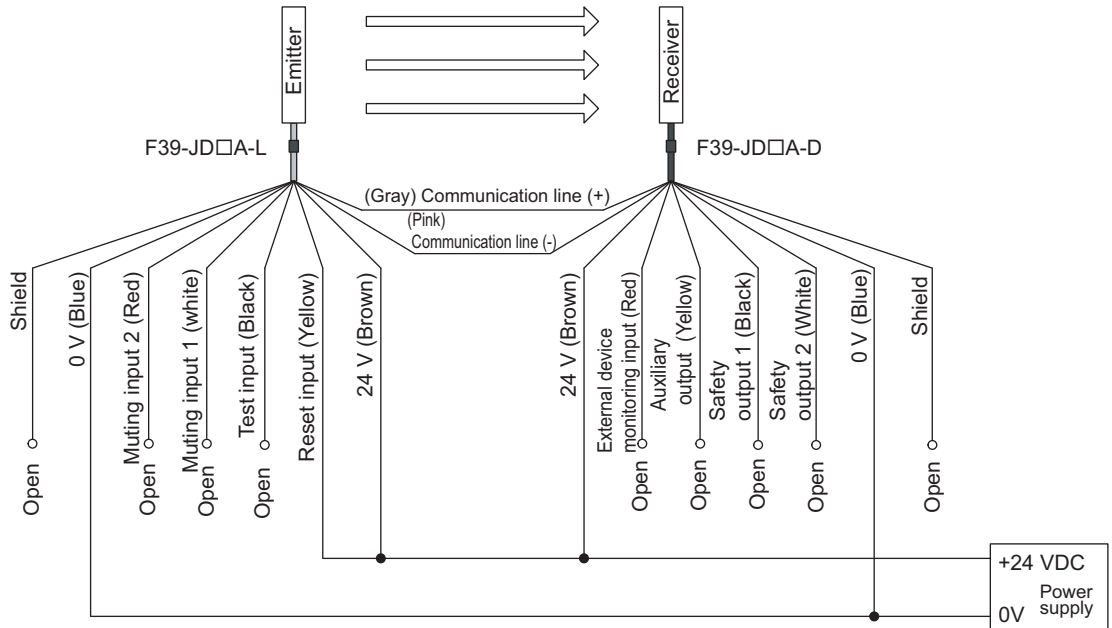 Emitter
Receiver
F39-JD□A-L
F39-JD□A-D
(Gray) Communication line (+)
(Pink)
Communication line (-)
Shield
0 V (Blue)
Muting input 2 (Red)
Muting input 1 (white)
Test input (Black)
Reset input (Yellow)
24 V (Brown)
24 V (Brown)
External device
monitoring input (Red)
Auxiliary
output (Yellow)
Safety
output 1 (Black)
Safety
output 2 (White)
0 V (Blue)
Shield
Open
Open
Open
Open
Open
Open
Open
Open
Open
+24 VDC
Power
supply
0V